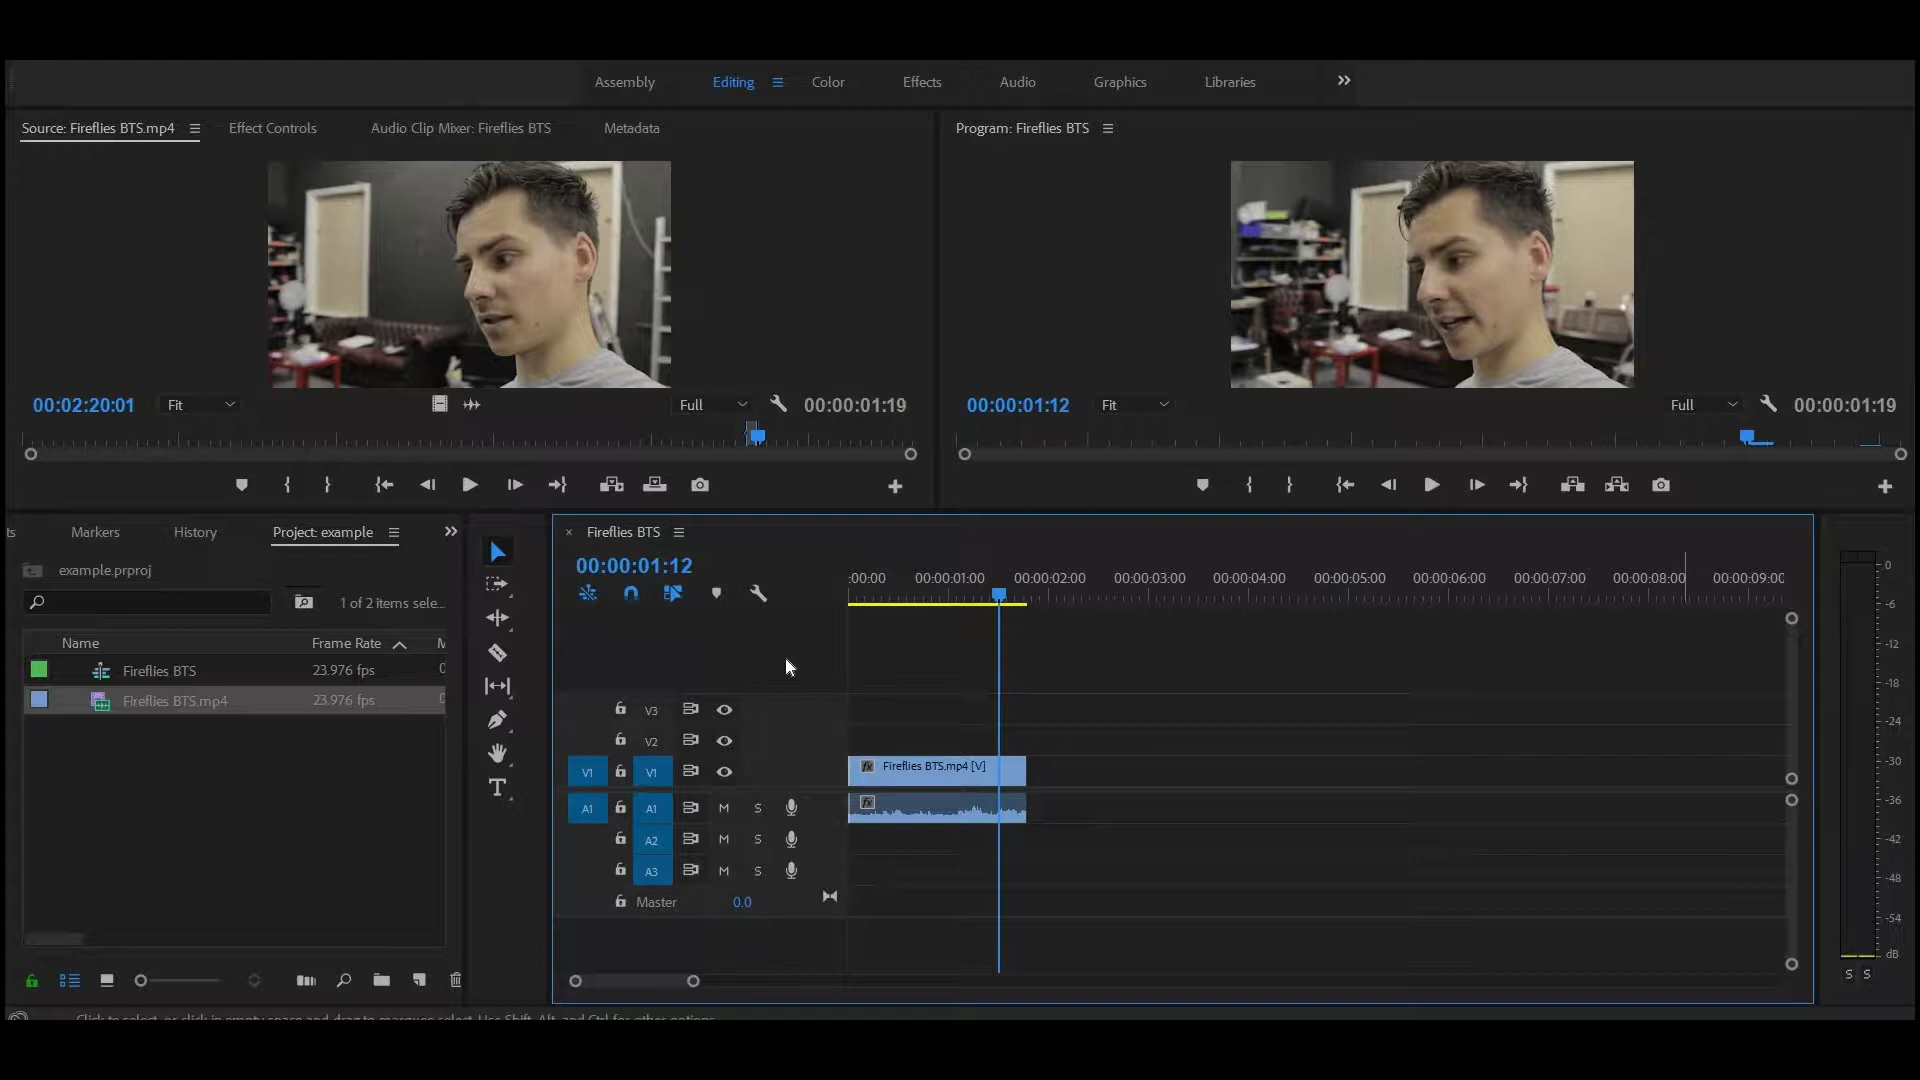 Assembly Editing Color Effects Audio Graphics Libraries
Source: Fireflies BTS.mp4 Effect Controls Audio Clip Mixer: Fireflies BTS Metadata
Program: Fireflies BTS
00:02:20:01 Fit Full 00:00:01:19
00:00:01:12 Fit Full 00:00:01:19
ts Markers History Project: example
example.prproj
1 of 2 items sele...
Name Frame Rate M
Fireflies BTS 23.976 fps 0
Fireflies BTS.mp4 23.976 fps 0
Fireflies BTS
00:00:01:12
:00:00 00:00:01:00 00:00:02:00 00:00:03:00 00:00:04:00 00:00:05:00 00:00:06:00 00:00:07:00 00:00:08:00 00:00:09:00
V3
V2
V1 V1 fx Fireflies BTS.mp4 [V]
A1 A1 M S fx
A2 M S
A3 M S
Master 0.0
0
-6
-12
-18
-24
-30
-36
-42
-48
-54
dB
S S
Click to select, or click in empty space and drag to marquee select. Use Shift, Alt, and Ctrl for other options.